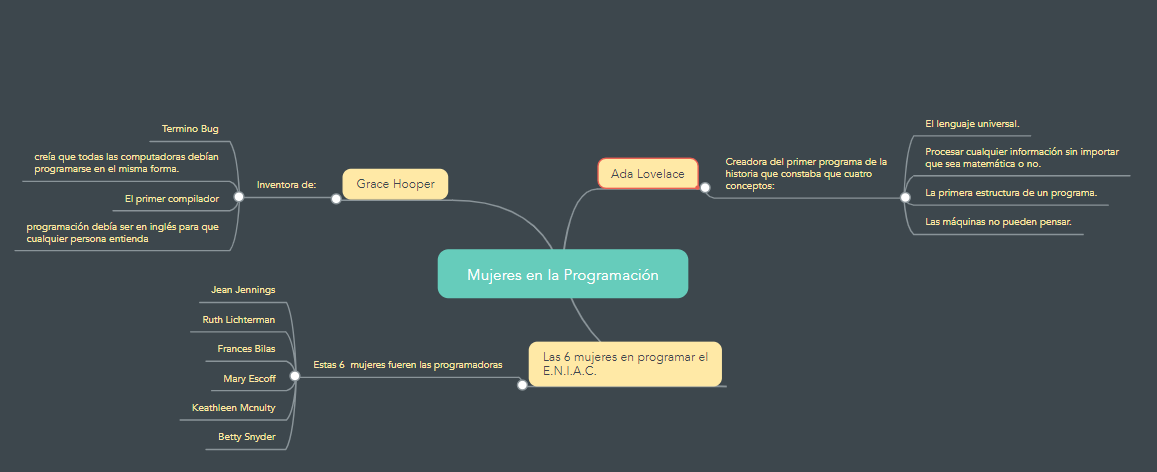 Mujeres en la Programación
Grace Hooper
Inventora de:
Termino Bug
creía que todas las computadoras debían
programarse en el misma forma.
El primer compilador
programación debía ser en inglés para que
cualquier persona entienda
Ada Lovelace
Creadora del primer programa de la
historia que constaba que cuatro
conceptos:
El lenguaje universal.
Procesar cualquier información sin importar
que sea matemática o no.
La primera estructura de un programa.
Las máquinas no pueden pensar.
Las 6 mujeres en programar el
E.N.I.A.C.
Estas 6 mujeres fueren las programadoras
Jean Jennings
Ruth Lichterman
Frances Bilas
Mary Escoff
Keathleen Mcnulty
Betty Snyder